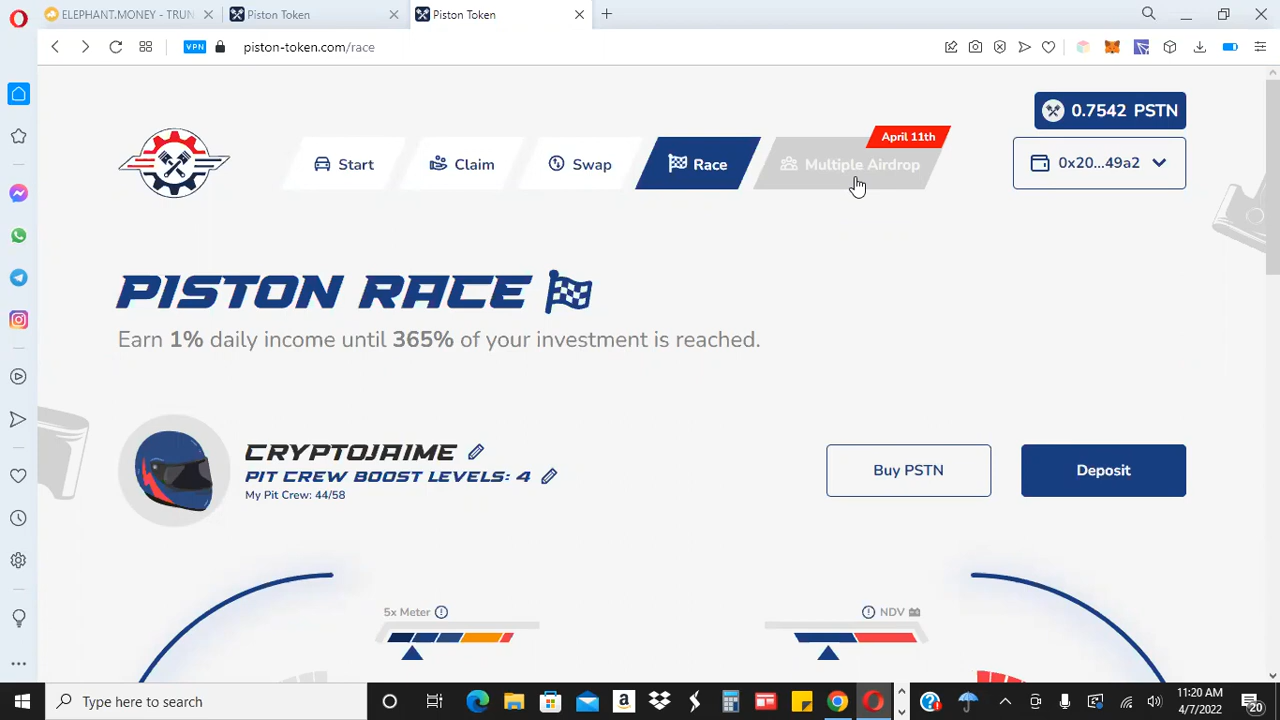 ELEPHANT.MONEY - TRUN
Piston Token
Piston Token
VPN
piston-token.com/race
0.7542 PSTN
April 11th
Start
Claim
Swap
Race
Multiple Airdrop
0x20...49a2
PISTON RACE
Earn 1% daily income until 365% of your investment is reached.
CRYPTOJAIME
PIT CREW BOOST LEVELS: 4
My Pit Crew: 44/58
Buy PSTN
Deposit
5x Meter
NDV
Type here to search
11:20 AM
4/7/2022
20